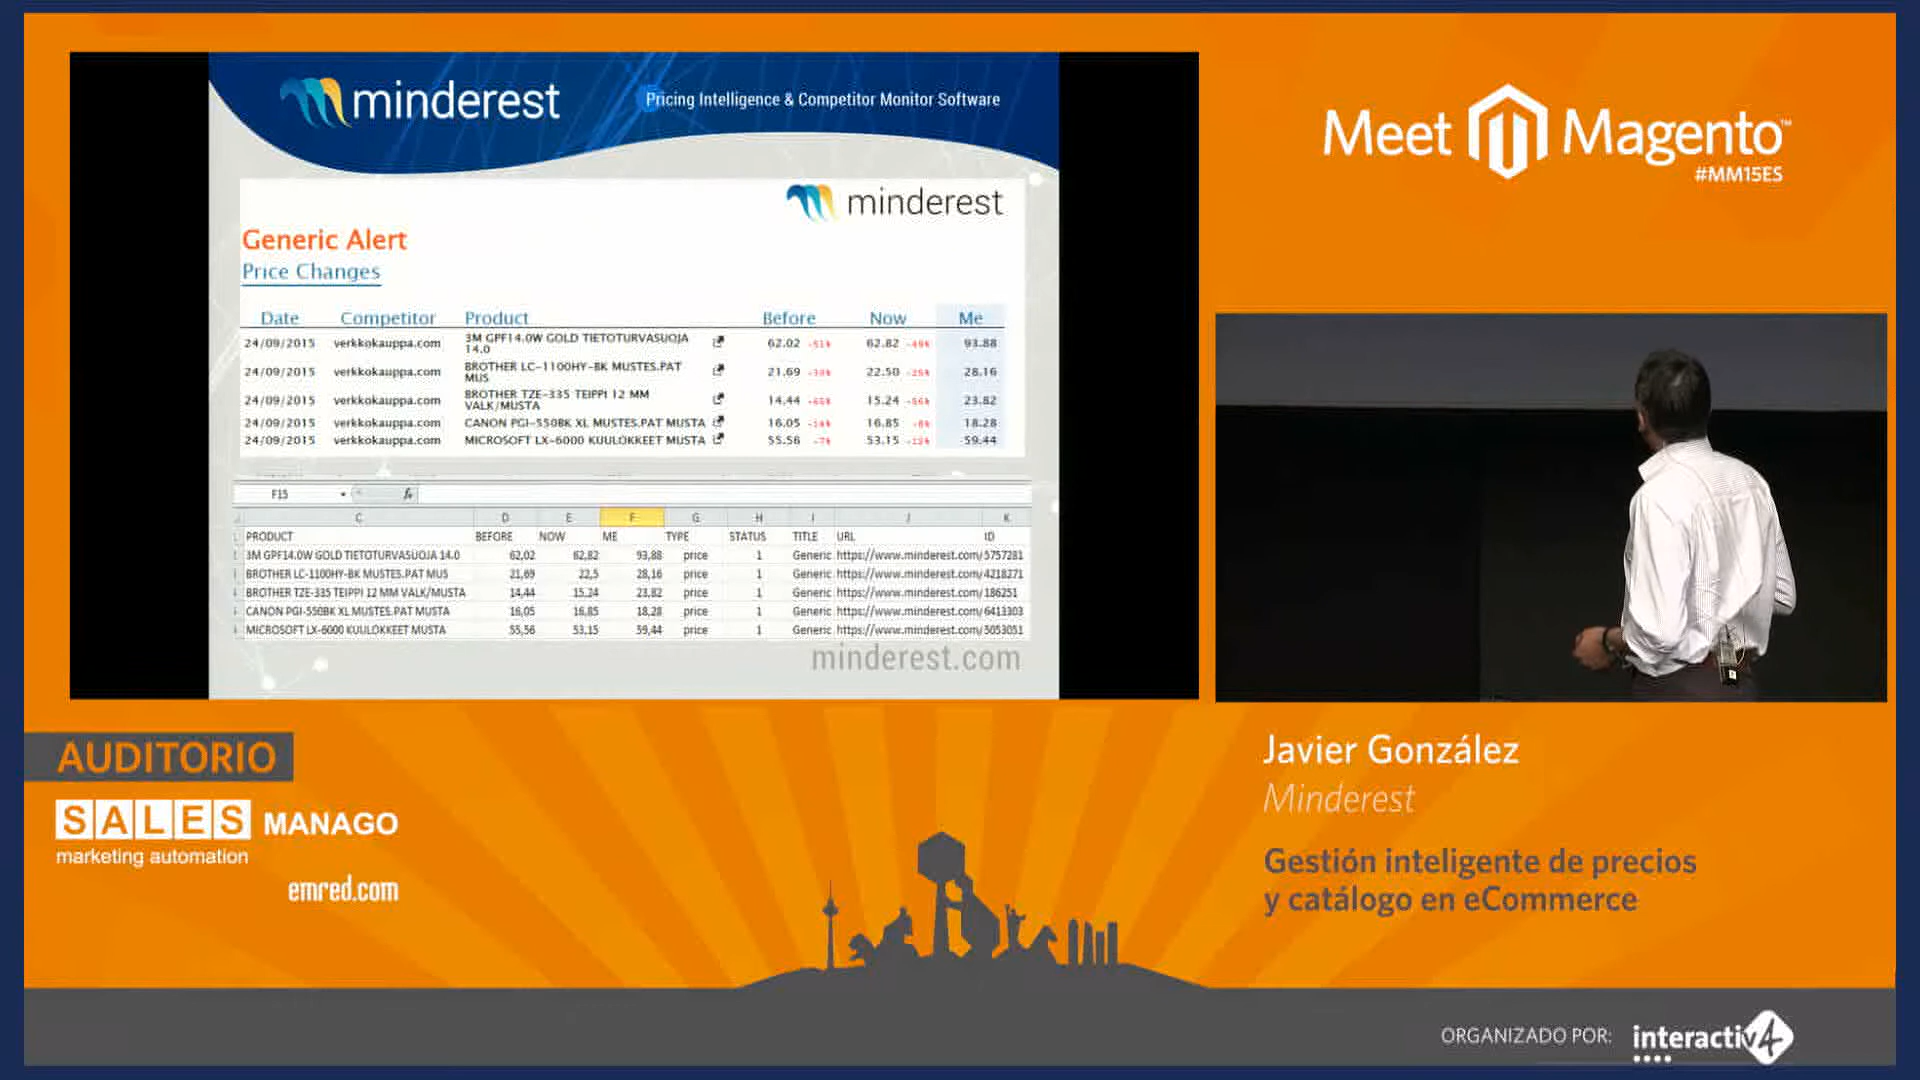 minderest
Pricing Intelligence & Competitor Monitor Software
minderest
Generic Alert
Price Changes
Date Competitor Product Before Now Me
24/09/2015 verkkokauppa.com 3M GPF14.0W GOLD TIETOTURVASUOJA 14.0 62.02 -51% 62.82 -49% 93.88
24/09/2015 verkkokauppa.com BROTHER LC-1100HY-BK MUSTES.PAT MUS 21.69 22.50 -25% 28.16
24/09/2015 verkkokauppa.com BROTHER TZE-335 TEIPPI 12 MM VALK/MUSTA 14.44 -65% 15.24 -56% 23.82
24/09/2015 verkkokauppa.com CANON PGI-550BK XL MUSTES.PAT MUSTA 16.05 -14% 16.85 -8% 18.28
24/09/2015 verkkokauppa.com MICROSOFT LX-6000 KUULOKKEET MUSTA 55.56 -7% 53.15 -12% 59.44
F15 fx
C D E F G H I J K
PRODUCT BEFORE NOW ME TYPE STATUS TITLE URL ID
3M GPF14.0W GOLD TIETOTURVASUOJA 14.0 62,02 62,82 93,88 price 1 Generic https://www.minderest.com/ 5757281
BROTHER LC-1100HY-BK MUSTES.PAT MUS 21,69 22,5 28,16 price 1 Generic https://www.minderest.com/ 4218271
BROTHER TZE-335 TEIPPI 12 MM VALK/MUSTA 14,44 15,24 23,82 price 1 Generic https://www.minderest.com/ 186251
CANON PGI-550BK XL MUSTES.PAT MUSTA 16,05 16,85 18,28 price 1 Generic https://www.minderest.com/ 6413303
MICROSOFT LX-6000 KUULOKKEET MUSTA 55,56 53,15 59,44 price 1 Generic https://www.minderest.com/ 5053051
minderest.com
Meet Magento™
#MM15ES
AUDITORIO
SALES MANAGO
marketing automation
emred.com
Javier González
Minderest
Gestión inteligente de precios
y catálogo en eCommerce
ORGANIZADO POR: interactiv4